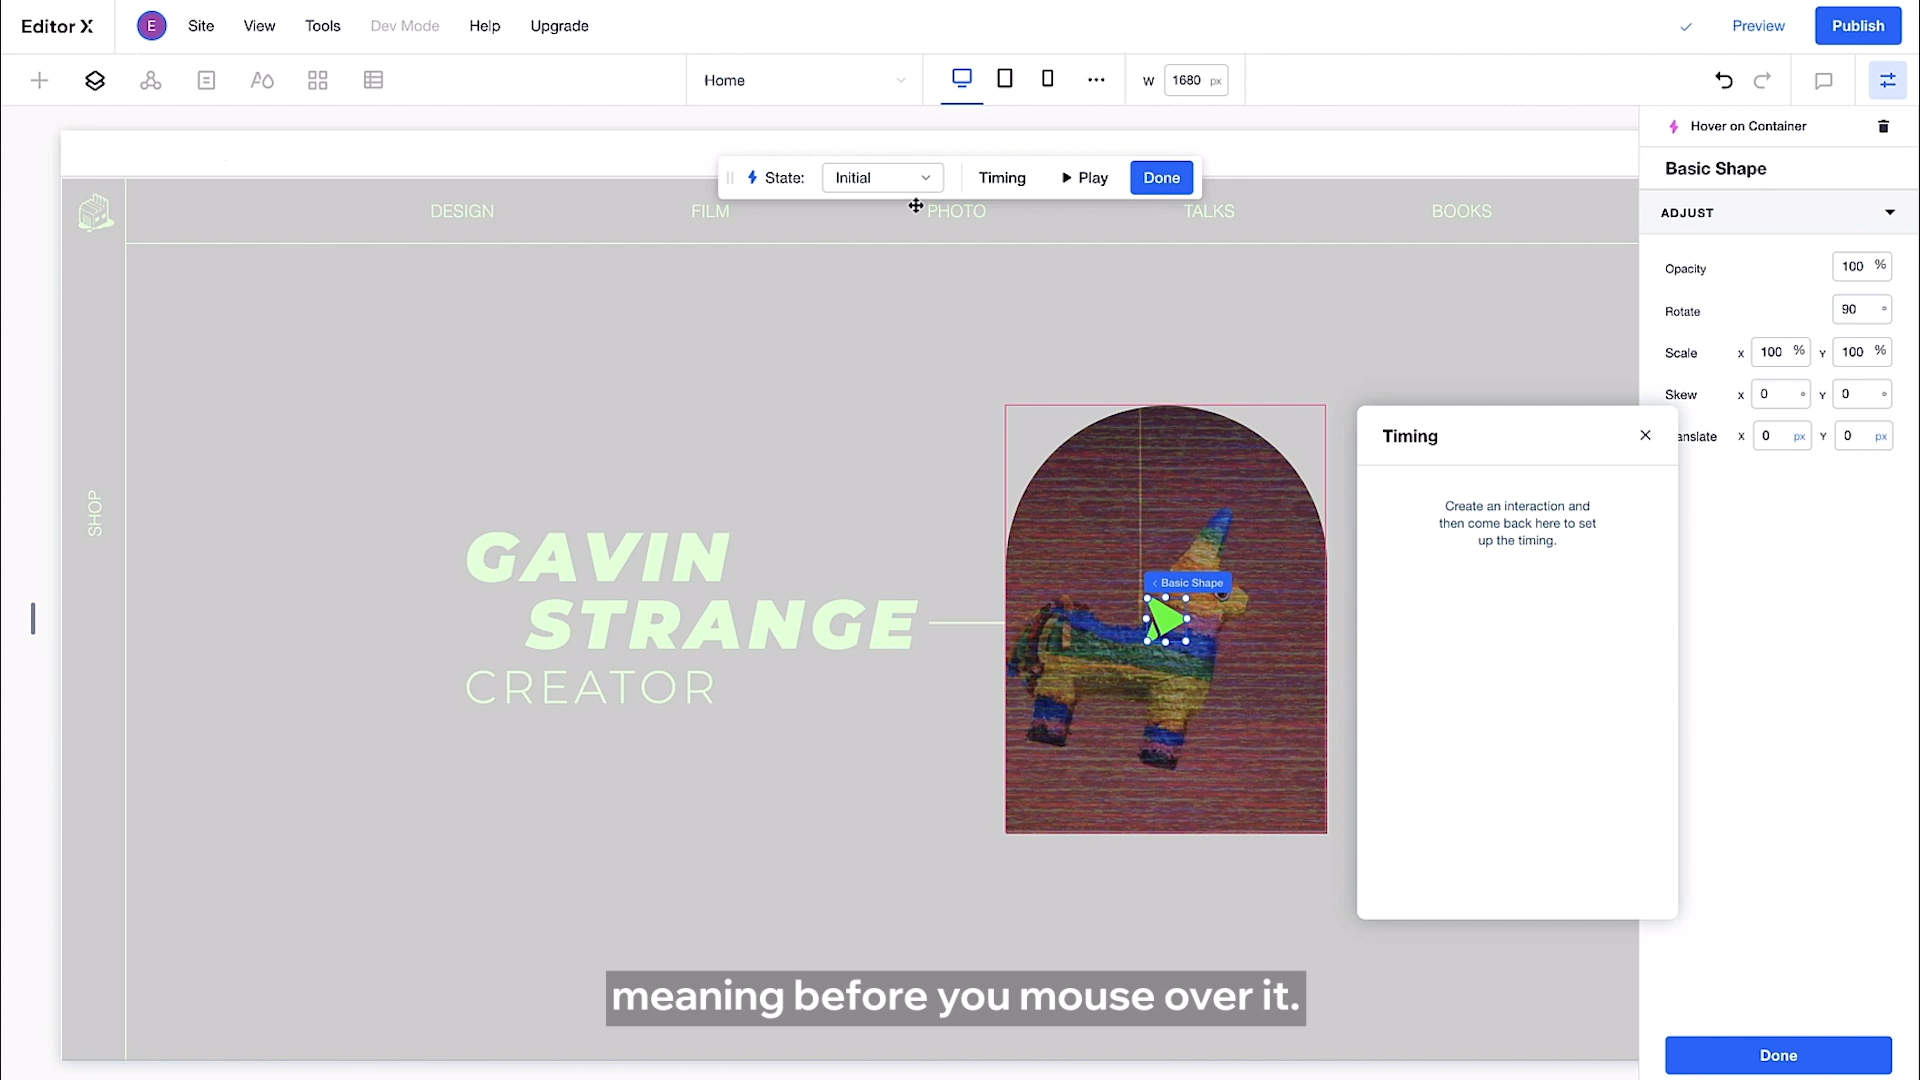 Editor X
E
Site
View
Tools
Dev Mode
Help
Upgrade
Preview
Publish
Home
W 1680 px
Hover on Container
Basic Shape
State: Initial
Timing
Play
Done
ADJUST
DESIGN
FILM
PHOTO
TALKS
BOOKS
Opacity 100 %
Rotate 90 °
Scale X 100 % Y 100 %
Skew X 0 ° Y 0 °
anslate X 0 px Y 0 px
Timing
Create an interaction and
then come back here to set
up the timing.
SHOP
GAVIN
STRANGE
CREATOR
< Basic Shape
meaning before you mouse over it.
Done